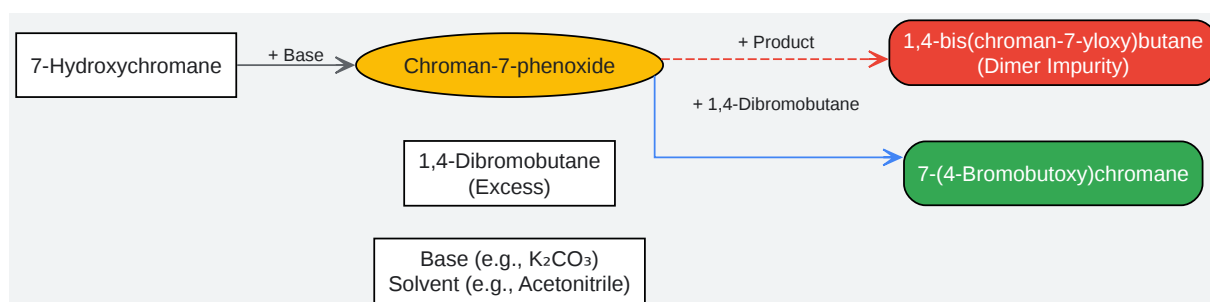 7-Hydroxychromane
+ Base
Chroman-7-phenoxide
+ Product
1,4-bis(chroman-7-yloxy)butane
(Dimer Impurity)
+ 1,4-Dibromobutane
1,4-Dibromobutane
(Excess)
7-(4-Bromobutoxy)chromane
Base (e.g., K₂CO₃)
Solvent (e.g., Acetonitrile)